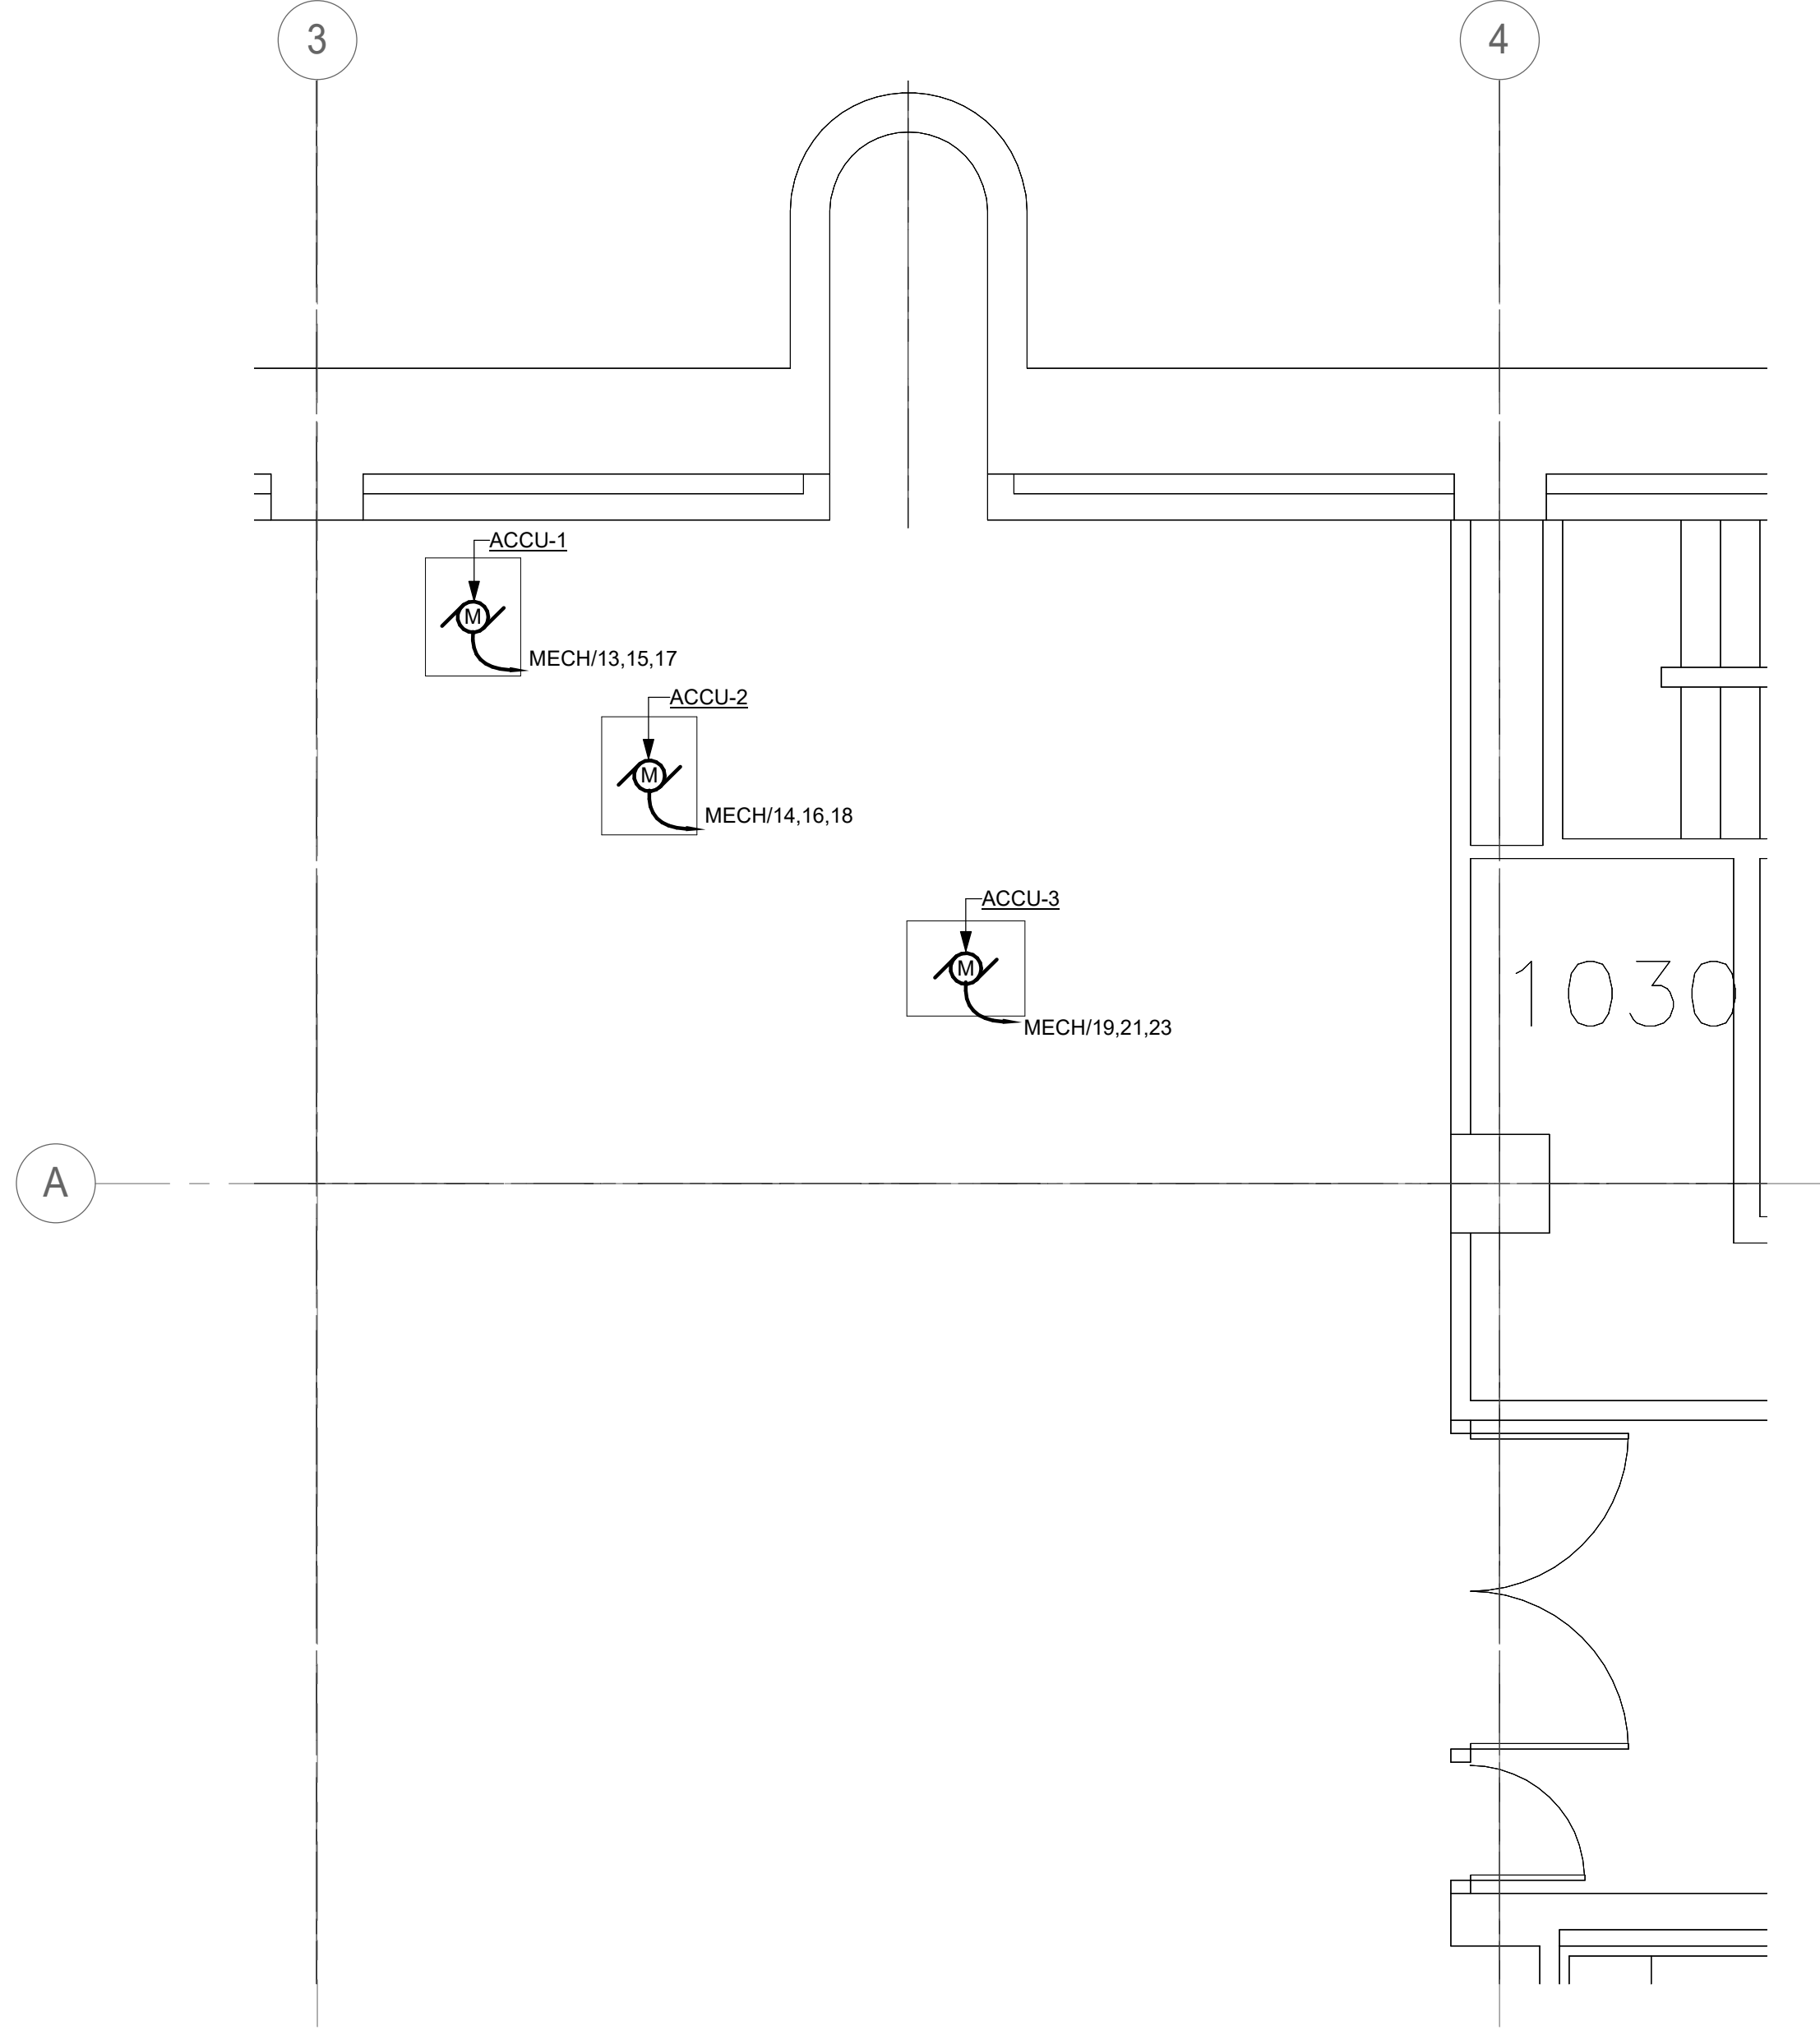 3
4
ACCU-1
M
MECH/13,15,17
ACCU-2
M
MECH/14,16,18
ACCU-3
M
MECH/19,21,23
1030
A